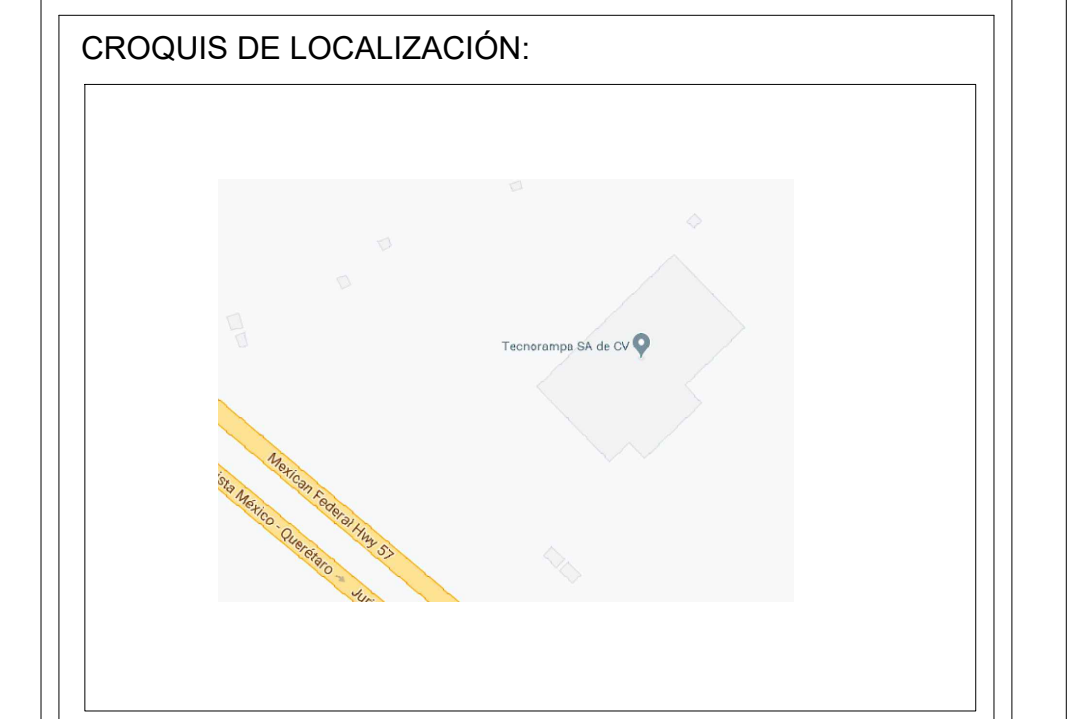 CROQUIS DE LOCALIZACIÓN:
Tecnorampa SA de CV
Mexican Federal Hwy 57
ista México - Querétaro